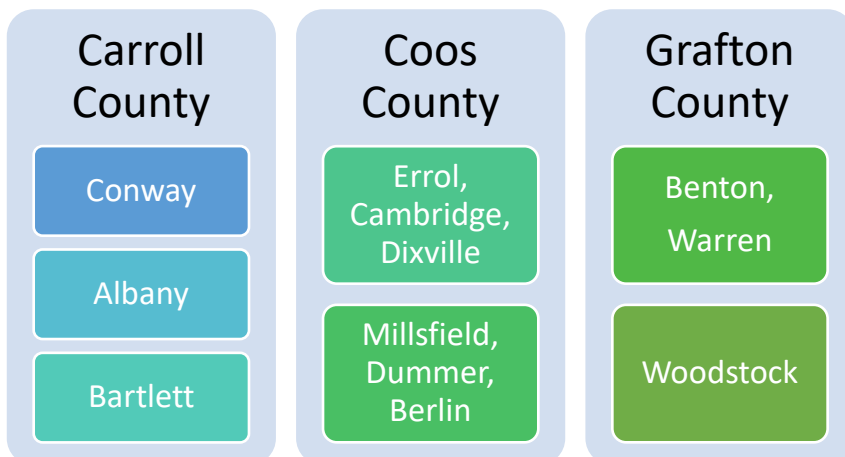 Carroll
County
Conway
Albany
Bartlett
Coos
County
Errol,
Cambridge,
Dixville
Millsfield,
Dummer,
Berlin
Grafton
County
Benton,
Warren
Woodstock